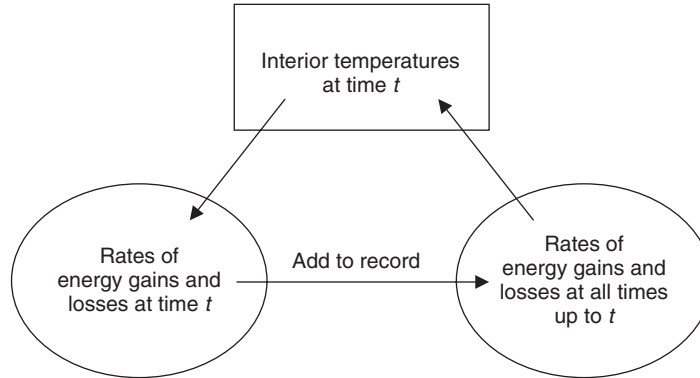 Interior temperatures
at time t
Rates of
energy gains and
losses at time t
Add to record
Rates of
energy gains and
losses at all times
up to t